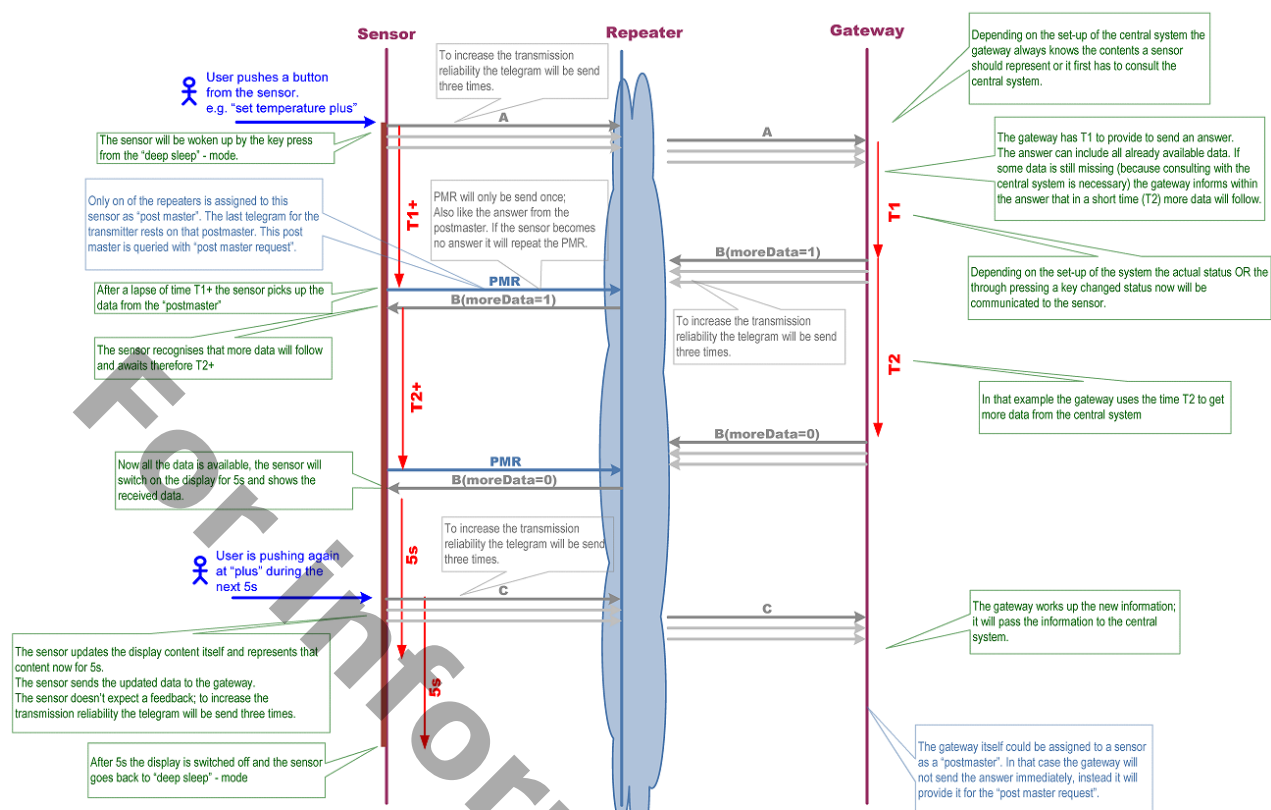 Sensor
Repeater
Gateway
Depending on the set-up of the central system the
gateway always knows the contents a sensor
should represent or it first has to consult the
central system.
To increase the transmission
reliability the telegram will be send
three times.
User pushes a button
from the sensor.
e.g. “set temperature plus”
A
A
The sensor will be woken up by the key press
from the “deep sleep” - mode.
The gateway has T1 to provide to send an answer.
The answer can include all already available data. If
some data is still missing (because consulting with the
central system is necessary) the gateway informs within
the answer that in a short time (T2) more data will follow.
Only on of the repeaters is assigned to this
sensor as “post master”. The last telegram for the
transmitter rests on that postmaster. This post
master is queried with “post master request”.
T1+
PMR will only be send once;
Also like the answer from the
postmaster. If the sensor becomes
no answer it will repeat the PMR.
T1
B(moreData=1)
Depending on the set-up of the system the actual status OR the
through pressing a key changed status now will be
communicated to the sensor.
After a lapse of time T1+ the sensor picks up the
data from the “postmaster”
PMR
B(moreData=1)
To increase the transmission
reliability the telegram will be send
three times.
The sensor recognises that more data will follow
and awaits therefore T2+
T2+
T2
In that example the gateway uses the time T2 to get
more data from the central system
B(moreData=0)
Now all the data is available, the sensor will
switch on the display for 5s and shows the
received data.
PMR
B(moreData=0)
5s
To increase the transmission
reliability the telegram will be send
three times.
User is pushing again
at “plus” during the
next 5s
C
C
The gateway works up the new information;
it will pass the information to the central
system.
The sensor updates the display content itself and represents that
content now for 5s.
The sensor sends the updated data to the gateway.
The sensor doesn't expect a feedback; to increase the
transmission reliability the telegram will be send three times.
5s
After 5s the display is switched off and the sensor
goes back to “deep sleep” - mode
The gateway itself could be assigned to a sensor
as a “postmaster”. In that case the gateway will
not send the answer immediately, instead it will
provide it for the “post master request”.
For inform